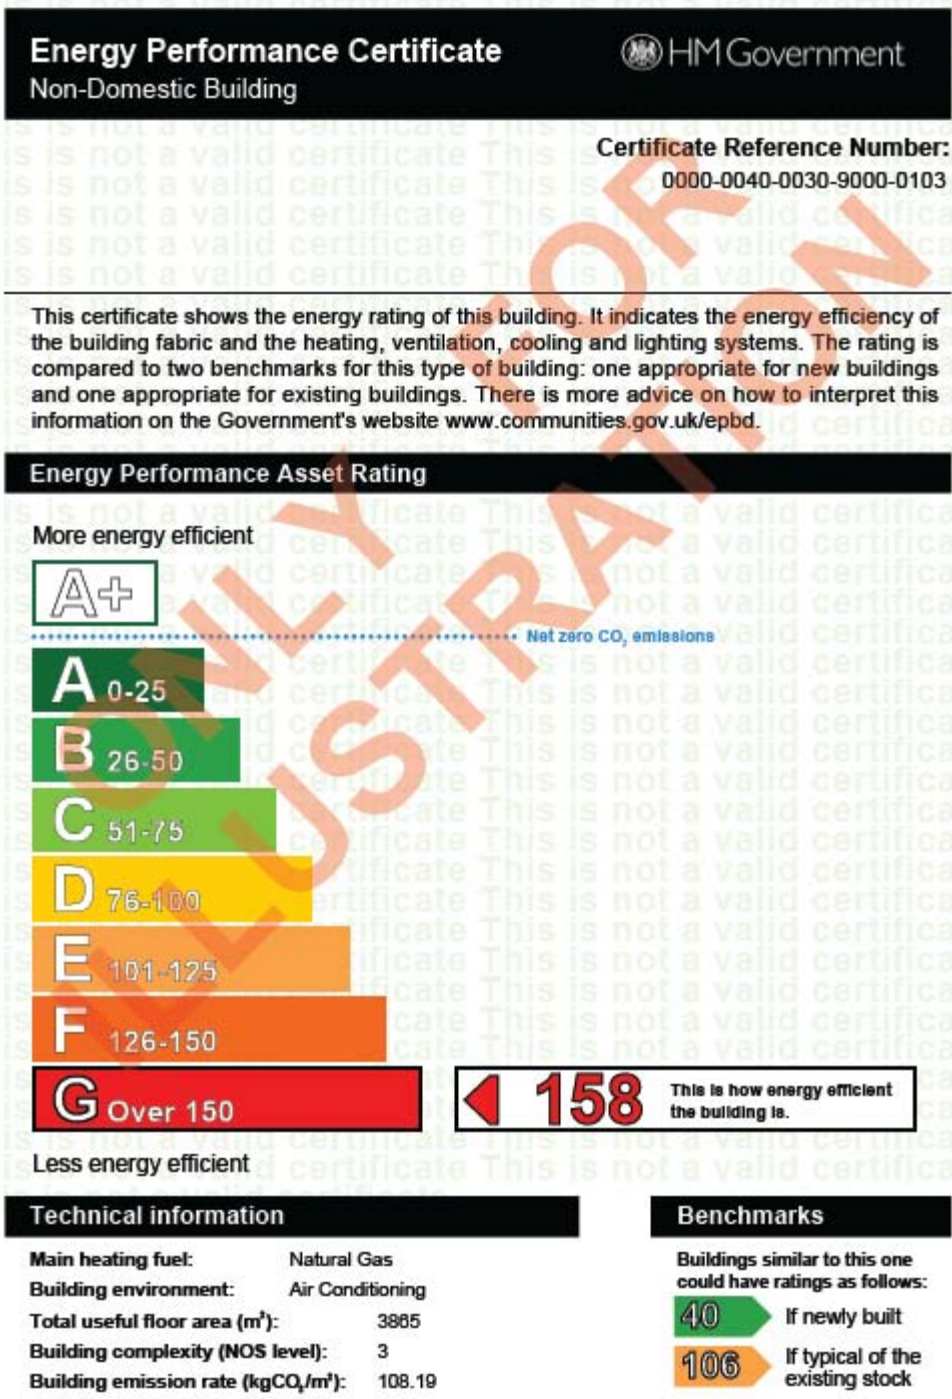 Energy Performance Certificate
HM Government
Non-Domestic Building
Certificate Reference Number:
0000-0040-0030-9000-0103
This certificate shows the energy rating of this building. It indicates the energy efficiency of
the building fabric and the heating, ventilation, cooling and lighting systems. The rating is
compared to two benchmarks for this type of building: one appropriate for new buildings
and one appropriate for existing buildings. There is more advice on how to interpret this
information on the Government's website www.communities.gov.uk/epbd.
ONLY FOR
ILLUSTRATION
Energy Performance Asset Rating
More energy efficient
A+
Net zero CO₂ emissions
A 0-25
B 26-50
C 51-75
D 76-100
E 101-125
F 126-150
G Over 150
158
This is how energy efficient
the building is.
Less energy efficient
Technical information
Main heating fuel: Natural Gas
Building environment: Air Conditioning
Total useful floor area (m²): 3865
Building complexity (NOS level): 3
Building emission rate (kgCO₂/m²): 108.19
Benchmarks
Buildings similar to this one
could have ratings as follows:
40 If newly built
106 If typical of the
existing stock